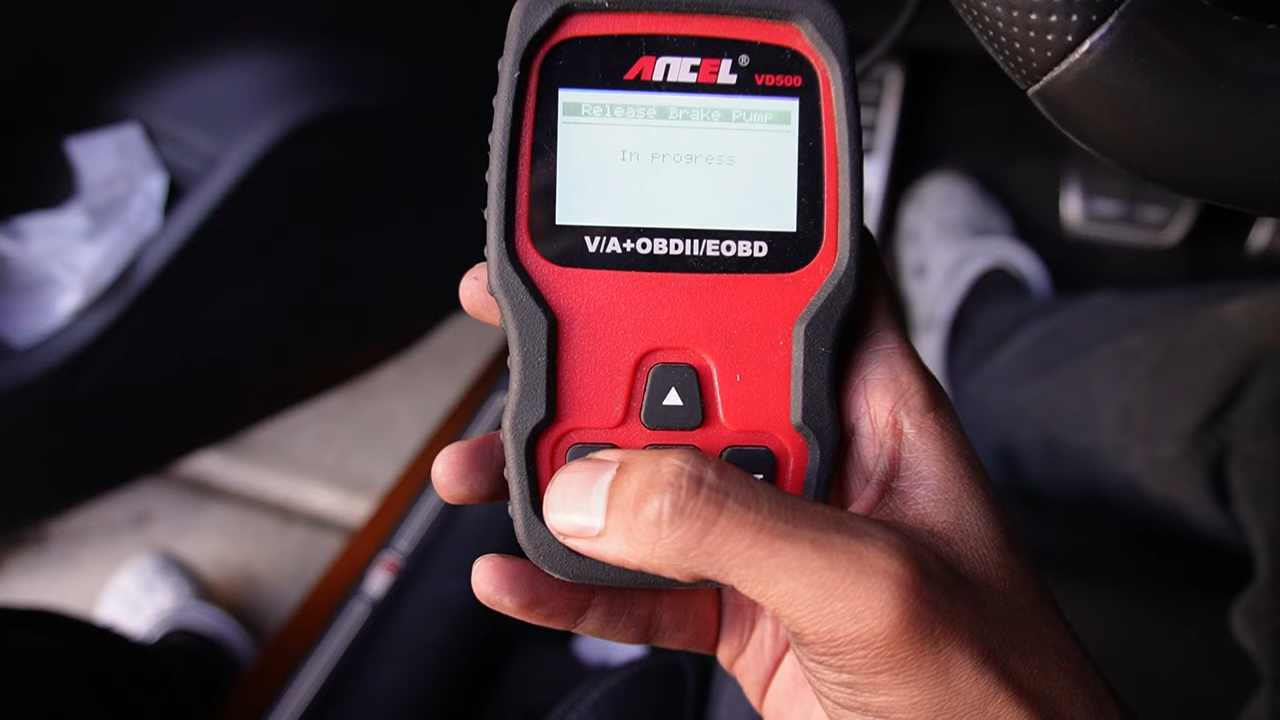 ANCEL®
VD500
Release Brake Pump
In progress
V/A+OBDII/EOBD